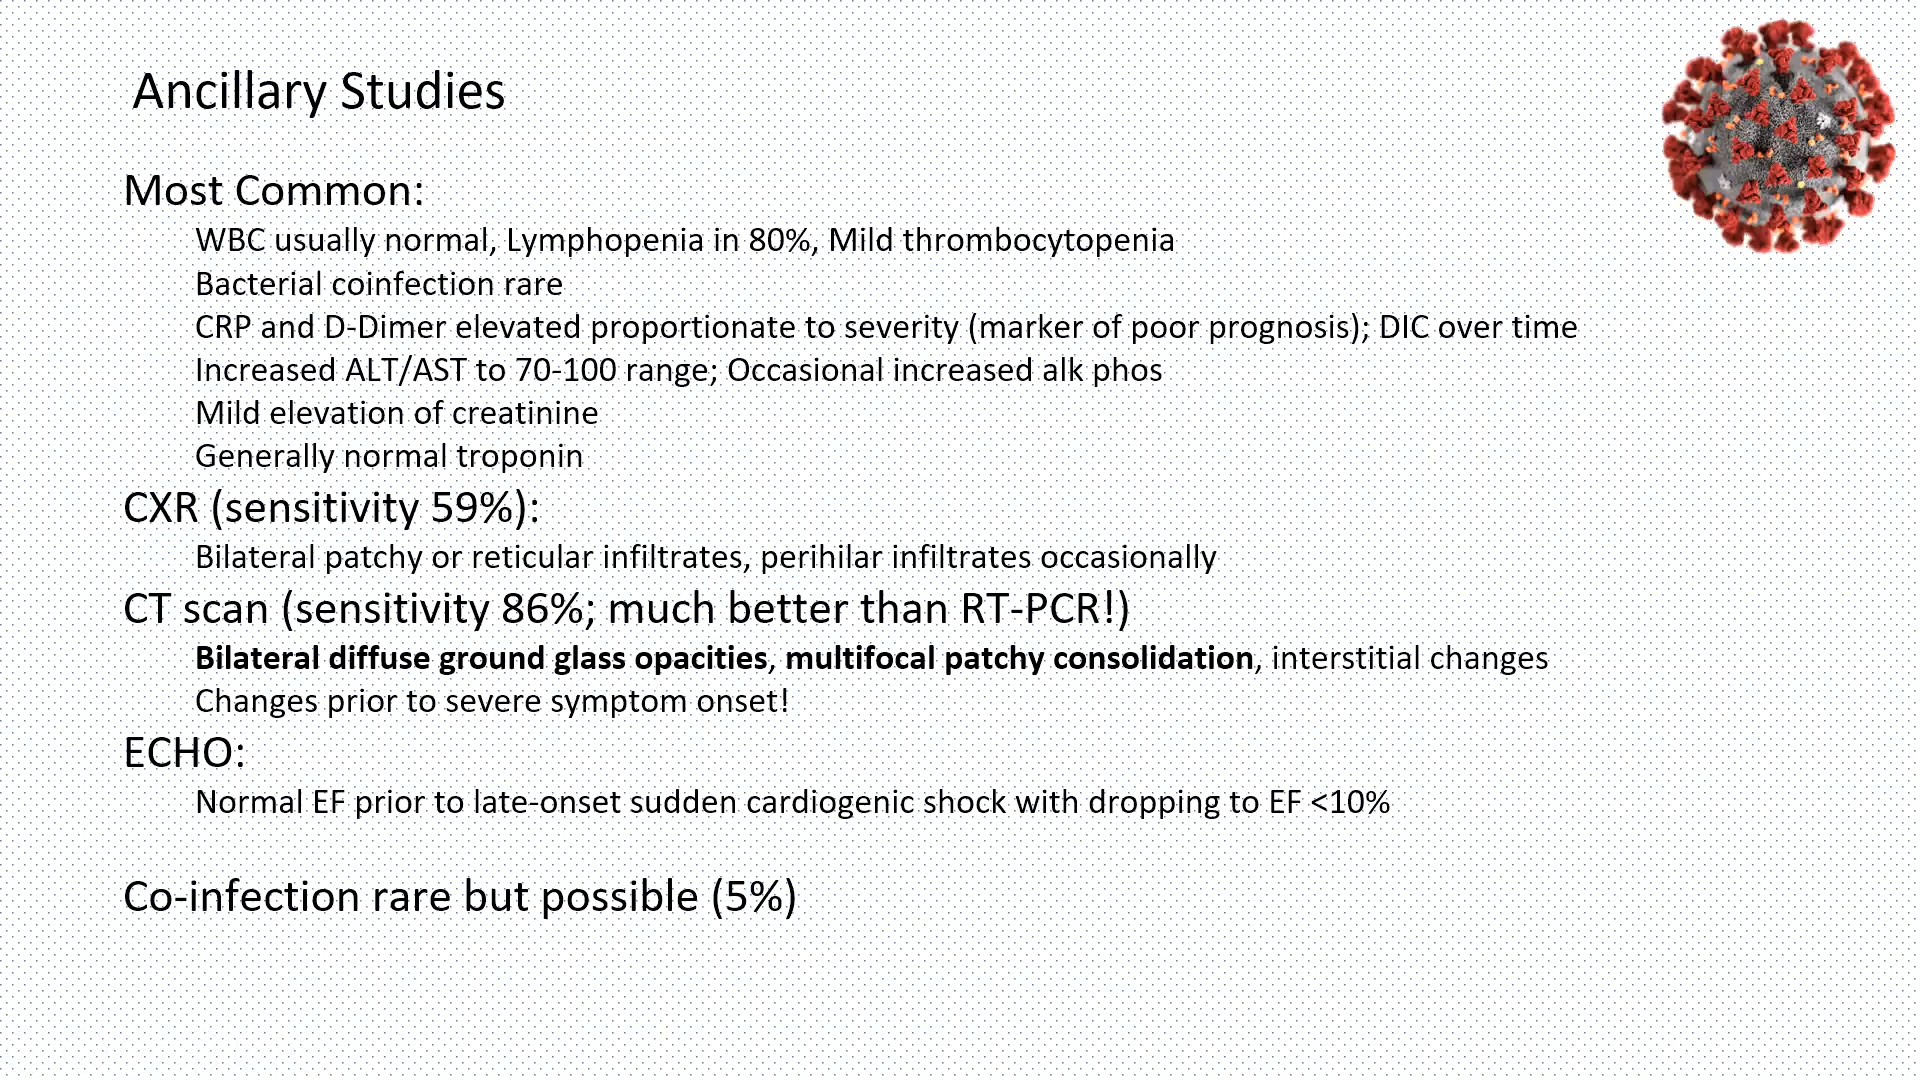 Ancillary Studies
Most Common:
WBC usually normal, Lymphopenia in 80%, Mild thrombocytopenia
Bacterial coinfection rare
CRP and D-Dimer elevated proportionate to severity (marker of poor prognosis); DIC over time
Increased ALT/AST to 70-100 range; Occasional increased alk phos
Mild elevation of creatinine
Generally normal troponin
CXR (sensitivity 59%):
Bilateral patchy or reticular infiltrates, perihilar infiltrates occasionally
CT scan (sensitivity 86%; much better than RT-PCR!)
Bilateral diffuse ground glass opacities, multifocal patchy consolidation, interstitial changes
Changes prior to severe symptom onset!
ECHO:
Normal EF prior to late-onset sudden cardiogenic shock with dropping to EF <10%
Co-infection rare but possible (5%)